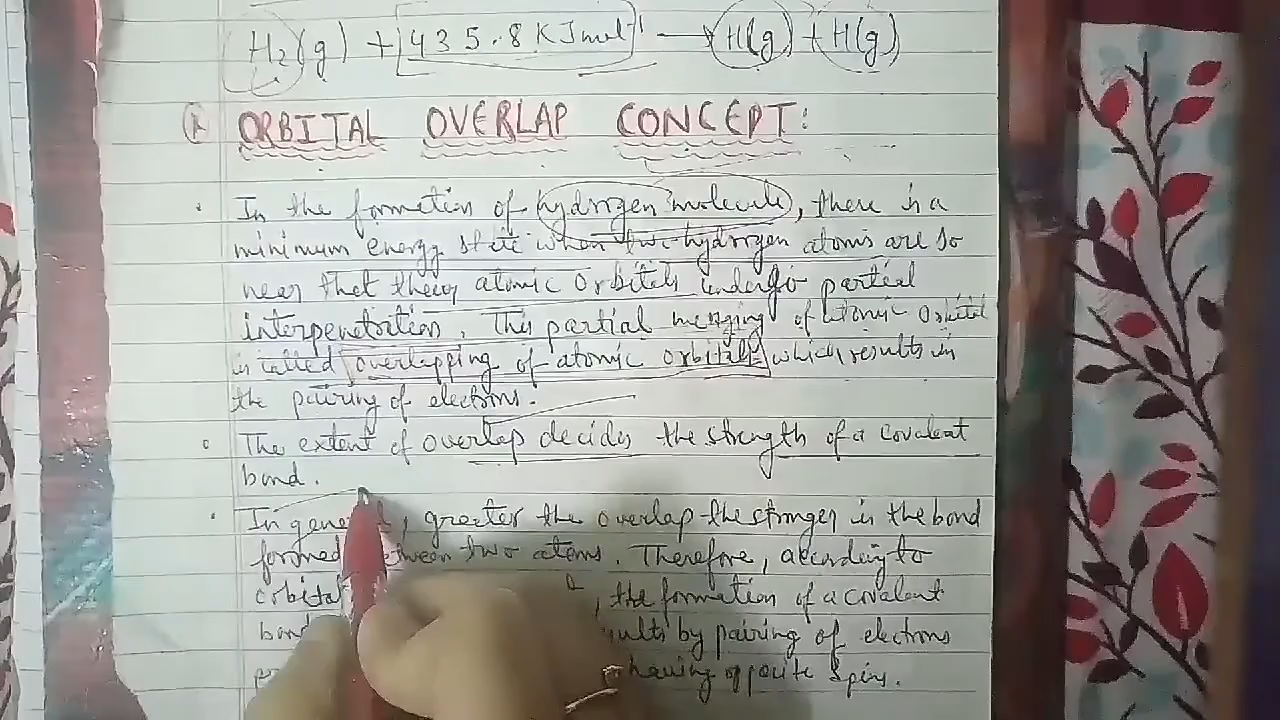 H2(g) + 435.8 KJmol-1 → H(g) + H(g)
ORBITAL OVERLAP CONCEPT:
In the formation of hydrogen molecule, there is a
minimum energy state when two hydrogen atoms are so
near that their atomic orbitals undergo partial
interpenetration. This partial merging of atomic orbital
is called overlapping of atomic orbitals which results in
the pairing of electrons.
The extent of overlap decides the strength of a covalent
bond.
In general, greater the overlap the stronger is the bond
formed between two atoms. Therefore, according to
orbital , the formation of a covalent
bond by pairing of electrons
having opposite spins.